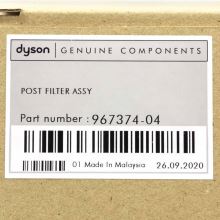 dyson GENUINE COMPONENTS
POST FILTER ASSY
Part number : 967374-04
01 Made In Malaysia 26.09.2020